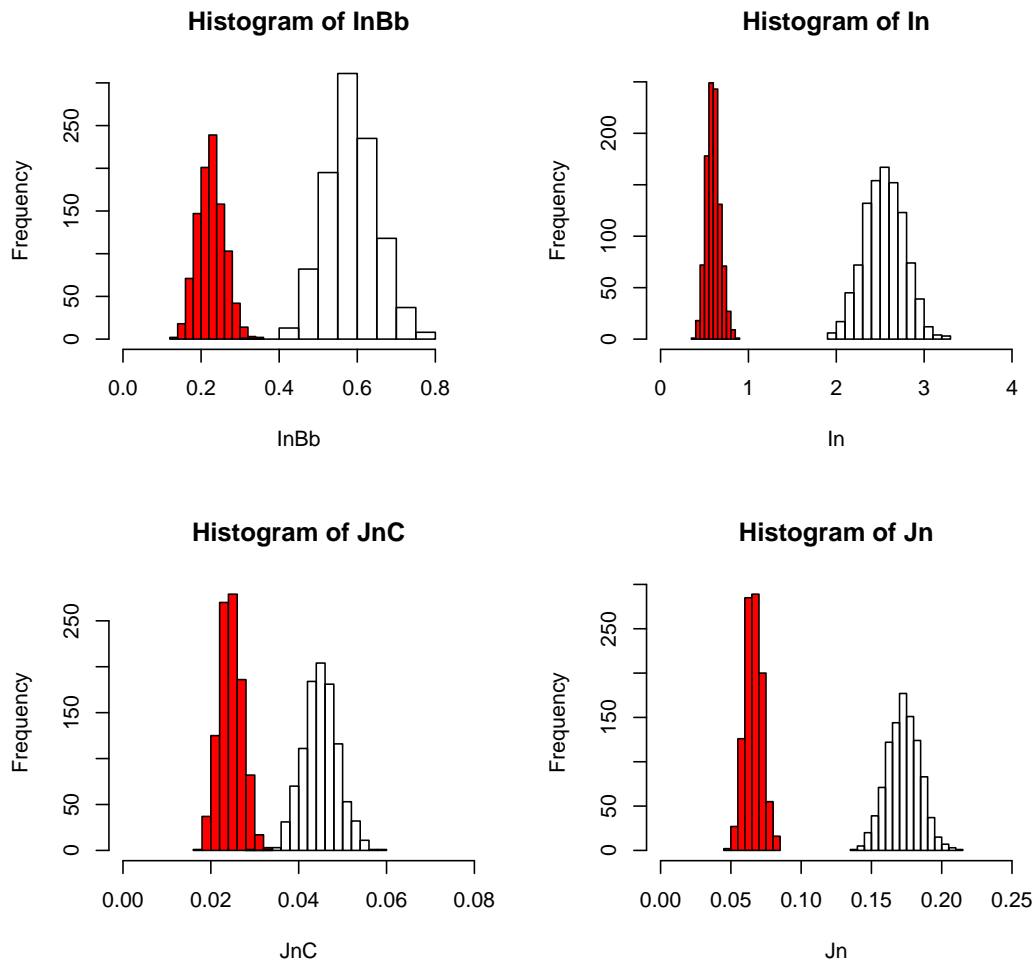 Histogram of InBb
Frequency
0 50 150 250
0.0 0.2 0.4 0.6 0.8
InBb
Histogram of In
Frequency
0 50 100 200
0 1 2 3 4
In
Histogram of JnC
Frequency
0 50 150 250
0.00 0.02 0.04 0.06 0.08
JnC
Histogram of Jn
Frequency
0 50 150 250
0.00 0.05 0.10 0.15 0.20 0.25
Jn